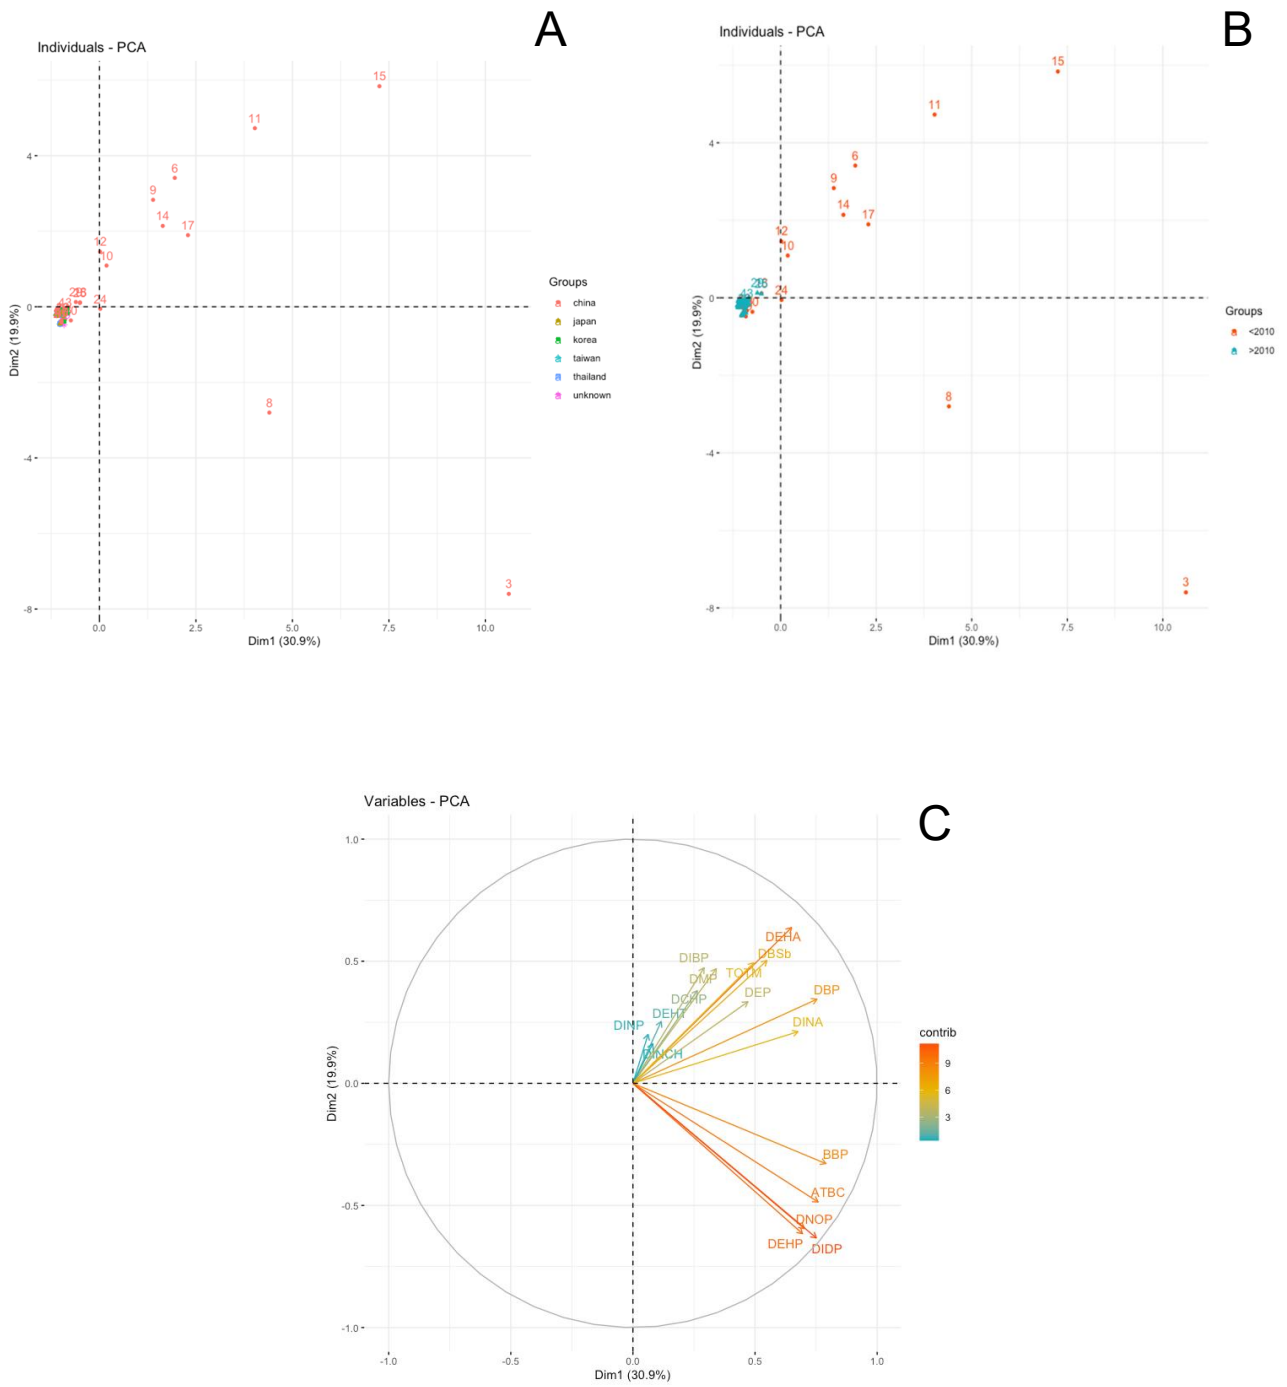 A
Individuals - PCA
15
11
6
9
14
17
12
10
24
8
3
4
0
-4
-8
0.0 2.5 5.0 7.5 10.0
Dim1 (30.9%)
Dim2 (19.9%)
Groups
china
japan
korea
taiwan
thailand
unknown
B
Individuals - PCA
15
11
6
9
14
17
12
10
24
43
8
3
4
0
-4
-8
0.0 2.5 5.0 7.5 10.0
Dim1 (30.9%)
Dim2 (19.9%)
Groups
<2010
>2010
C
Variables - PCA
DEHA
DBSb
DIBP
TOTM
DMP
DEP
DBP
DCHP
DEHT
DINA
DINP
DINCH
BBP
ATBC
DNOP
DEHP
DIDP
1.0
0.5
0.0
-0.5
-1.0
-1.0 -0.5 0.0 0.5 1.0
Dim1 (30.9%)
Dim2 (19.9%)
contrib
9
6
3